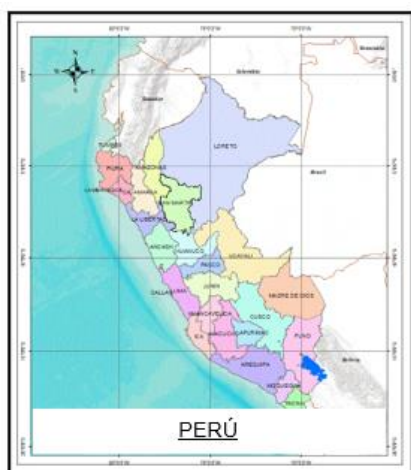 N
Colombia
Ecuador
TUMBES
LORETO
PIURA
AMAZONAS
LAMBAYEQUE
CAJAMARCA
SAN MARTIN
Brasil
LA LIBERTAD
ANCASH
HUANUCO
UCAYALI
PASCO
JUNIN
CALLAO
LIMA
MADRE DE DIOS
HUANCAVELICA
CUSCO
ICA
AYACUCHO
APURIMAC
PUNO
AREQUIPA
Bolivia
MOQUEGUA
TACNA
PERÚ